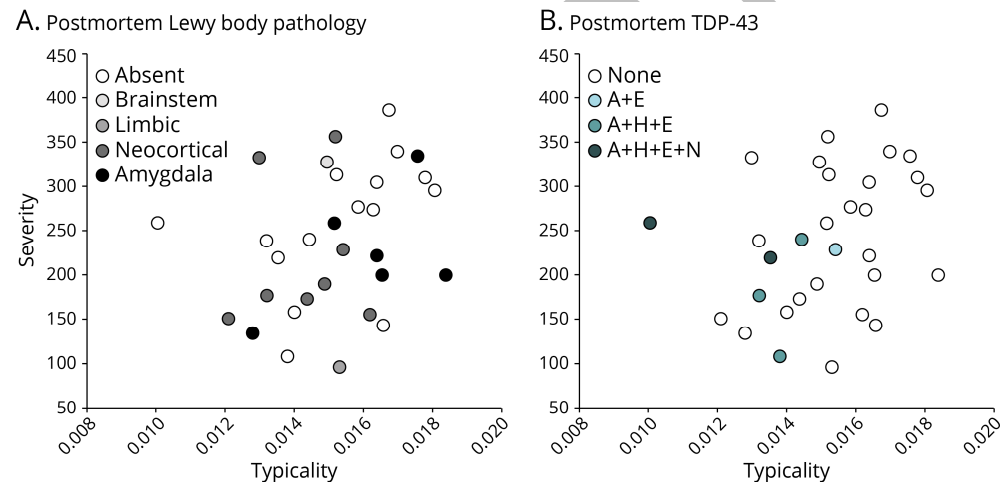 A. Postmortem Lewy body pathology
450
400
350
300
250
200
150
100
50
Severity
Absent
Brainstem
Limbic
Neocortical
Amygdala
0.008 0.010 0.012 0.014 0.016 0.018 0.020
Typicality
B. Postmortem TDP-43
450
400
350
300
250
200
150
100
50
None
A+E
A+H+E
A+H+E+N
0.008 0.010 0.012 0.014 0.016 0.018 0.020
Typicality